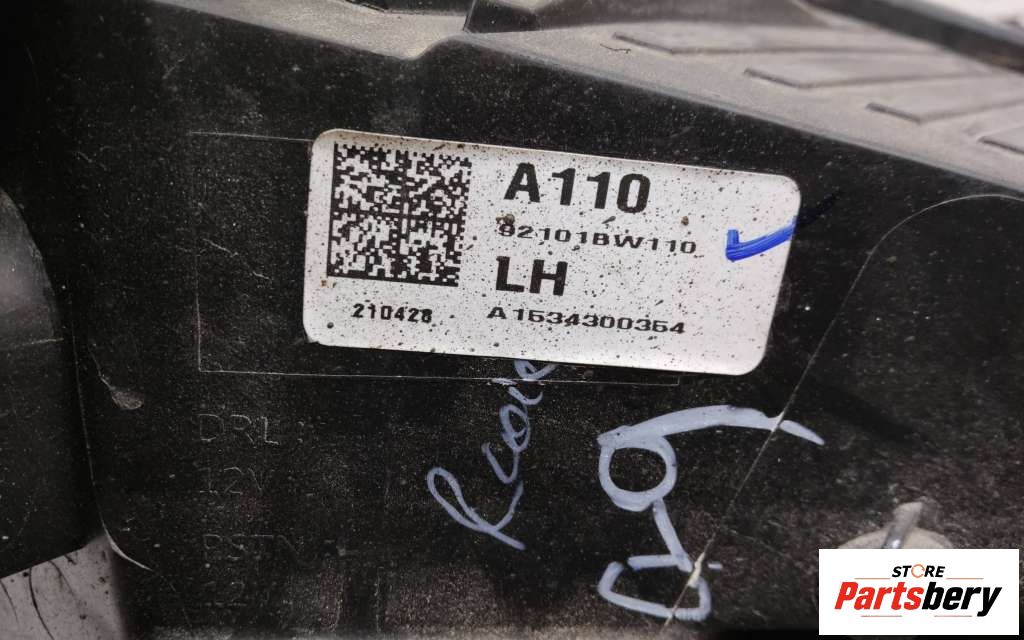 A110
92101BW110
LH
210428
A1534300354
DRL:
12V
STORE
Partsbery